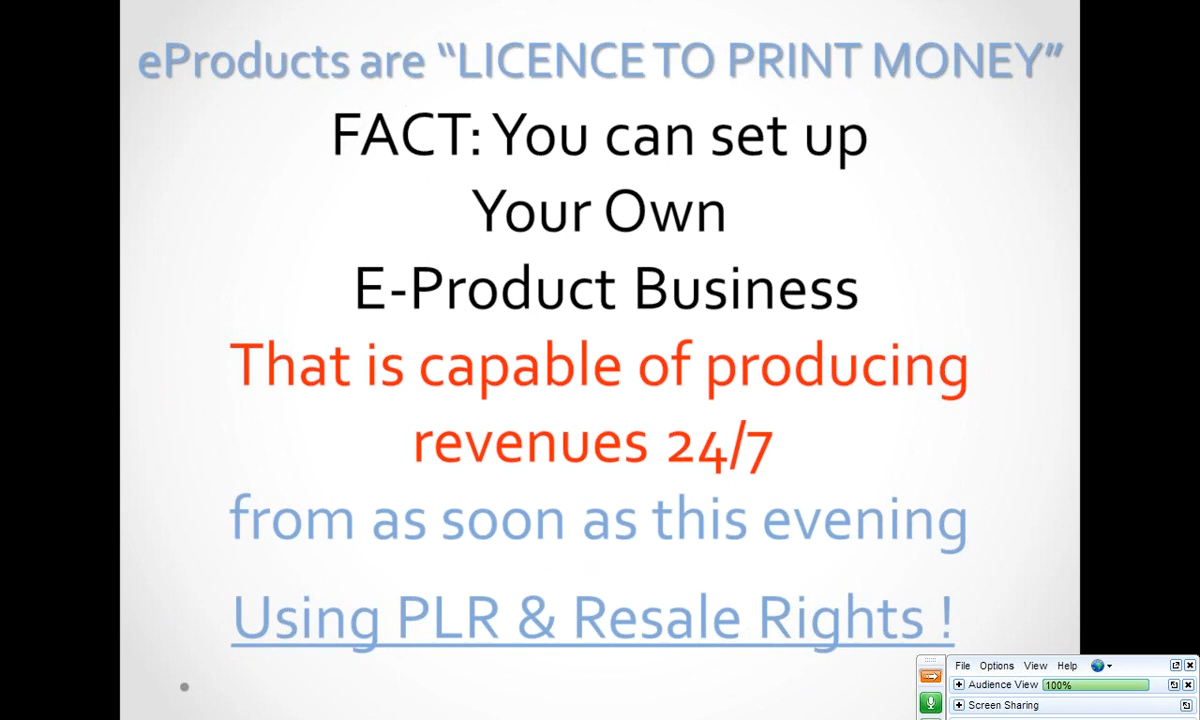 eProducts are “LICENCE TO PRINT MONEY”
FACT: You can set up
Your Own
E-Product Business
That is capable of producing
revenues 24/7
from as soon as this evening
Using PLR & Resale Rights !
File Options View Help
Audience View 100%
Screen Sharing